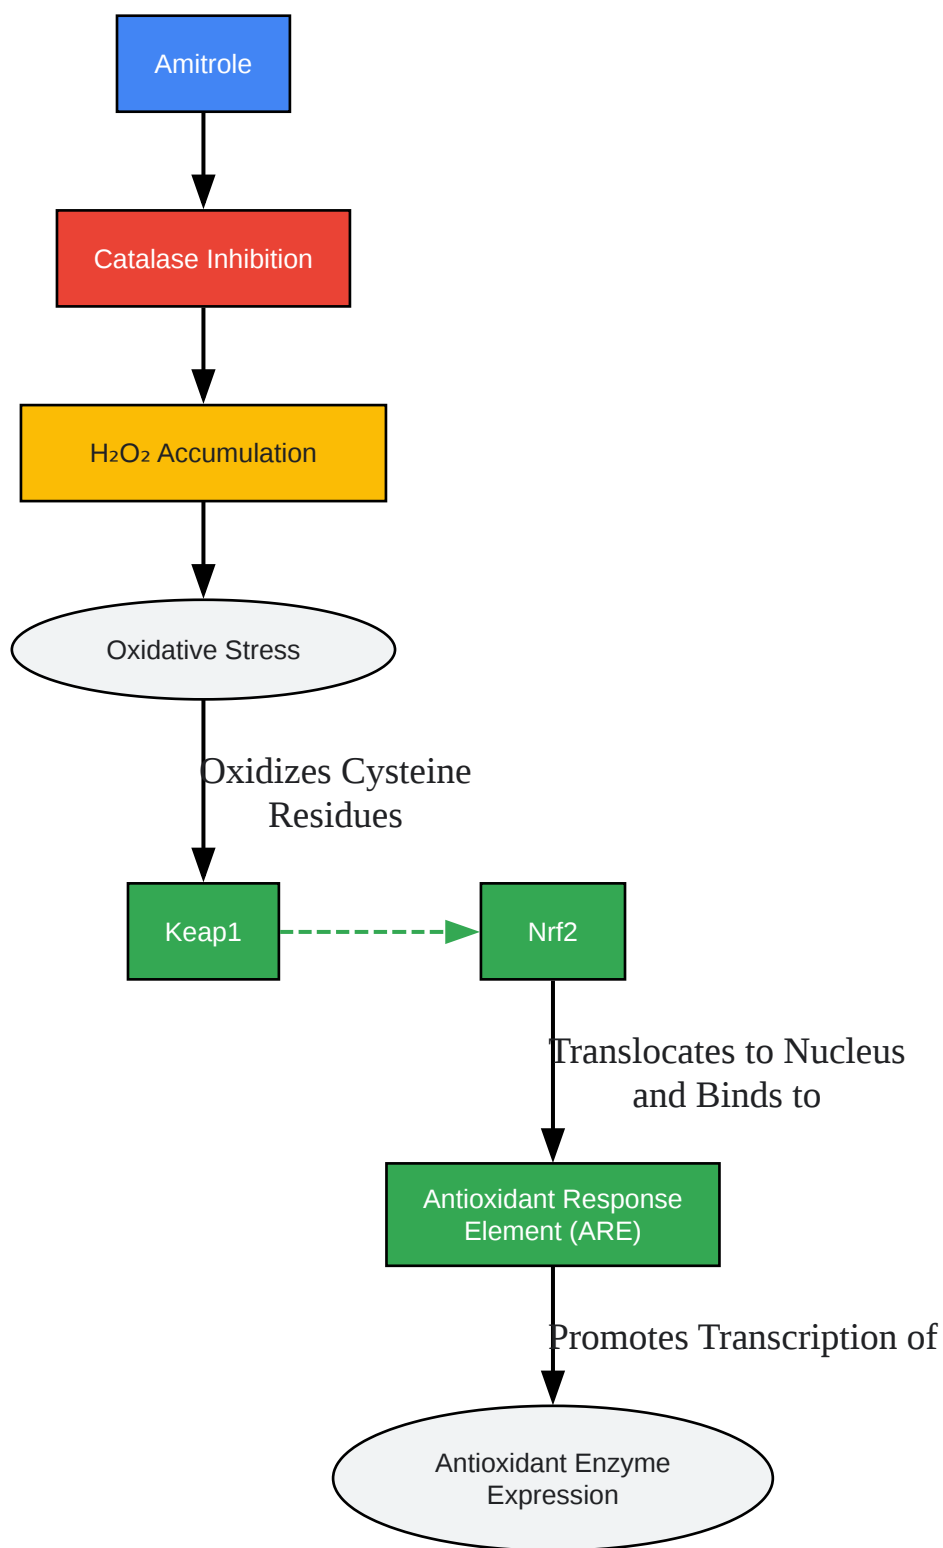 Amitrole
Catalase Inhibition
H₂O₂ Accumulation
Oxidative Stress
Oxidizes Cysteine
Residues
Keap1
Nrf2
Translocates to Nucleus
and Binds to
Antioxidant Response
Element (ARE)
Promotes Transcription of
Antioxidant Enzyme
Expression